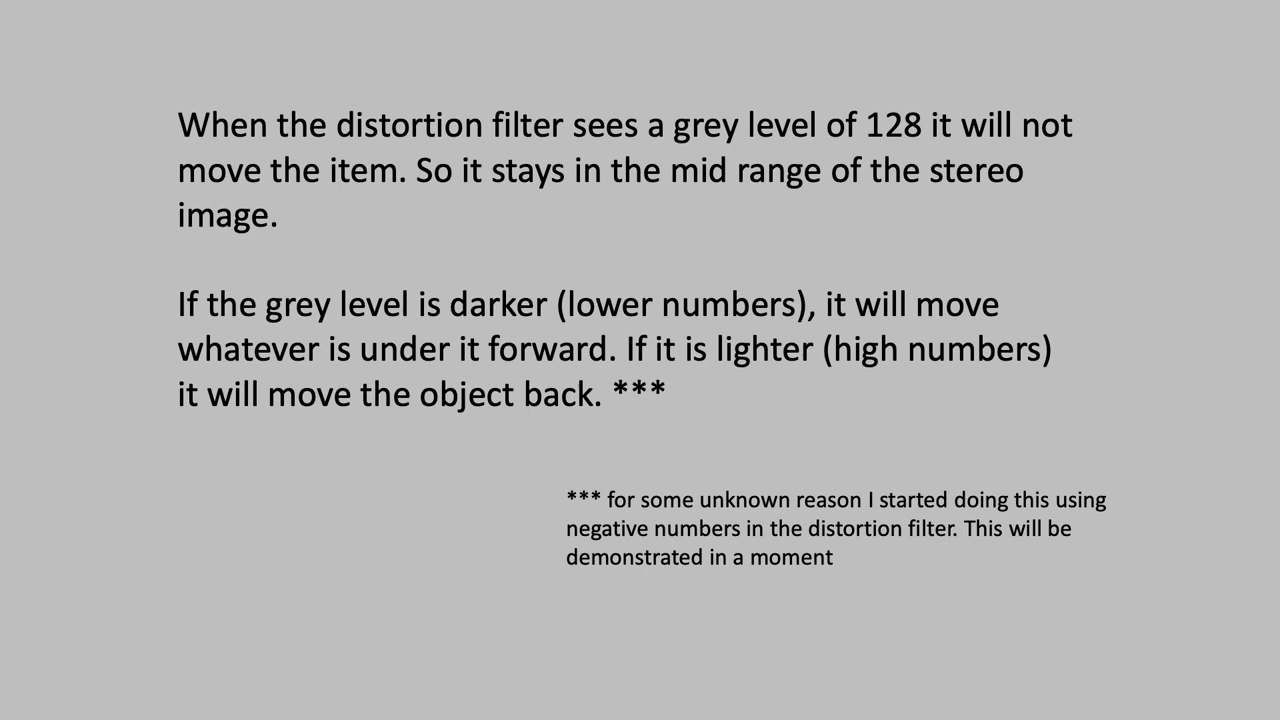 When the distortion filter sees a grey level of 128 it will not
move the item. So it stays in the mid range of the stereo
image.
If the grey level is darker (lower numbers), it will move
whatever is under it forward. If it is lighter (high numbers)
it will move the object back. ***
*** for some unknown reason I started doing this using
negative numbers in the distortion filter. This will be
demonstrated in a moment